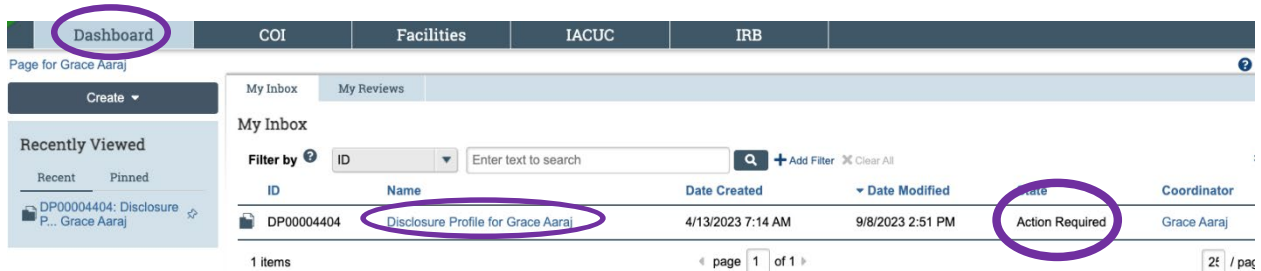 Dashboard COI Facilities IACUC IRB
Page for Grace Aaraj
Create
My Inbox My Reviews
Recently Viewed
Recent Pinned
DP00004404: Disclosure
P... Grace Aaraj
My Inbox
Filter by ? ID Enter text to search + Add Filter Clear All
ID Name Date Created Date Modified State Coordinator
DP00004404 Disclosure Profile for Grace Aaraj 4/13/2023 7:14 AM 9/8/2023 2:51 PM Action Required Grace Aaraj
1 items page 1 of 1 / pag